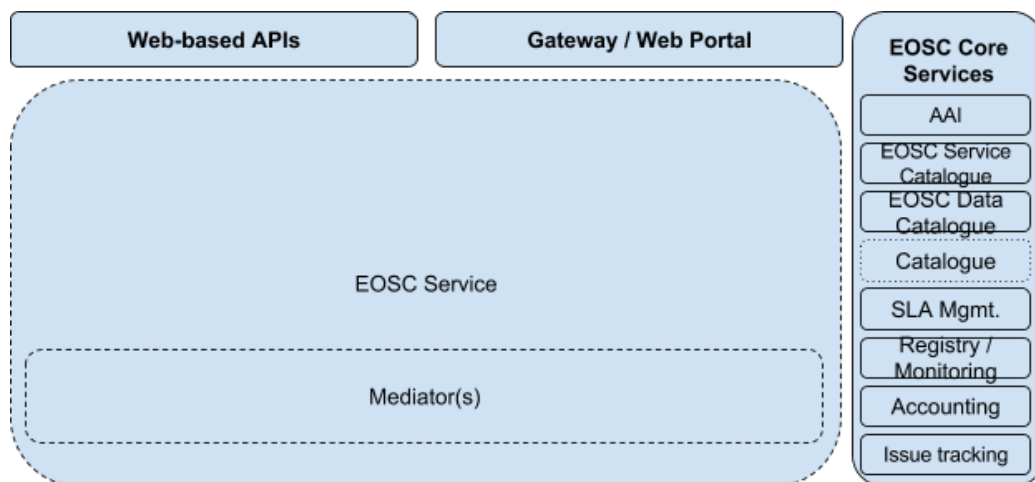 Web-based APIs
Gateway / Web Portal
EOSC Service
Mediator(s)
EOSC Core
Services
AAI
EOSC Service
Catalogue
EOSC Data
Catalogue
Catalogue
SLA Mgmt.
Registry /
Monitoring
Accounting
Issue tracking